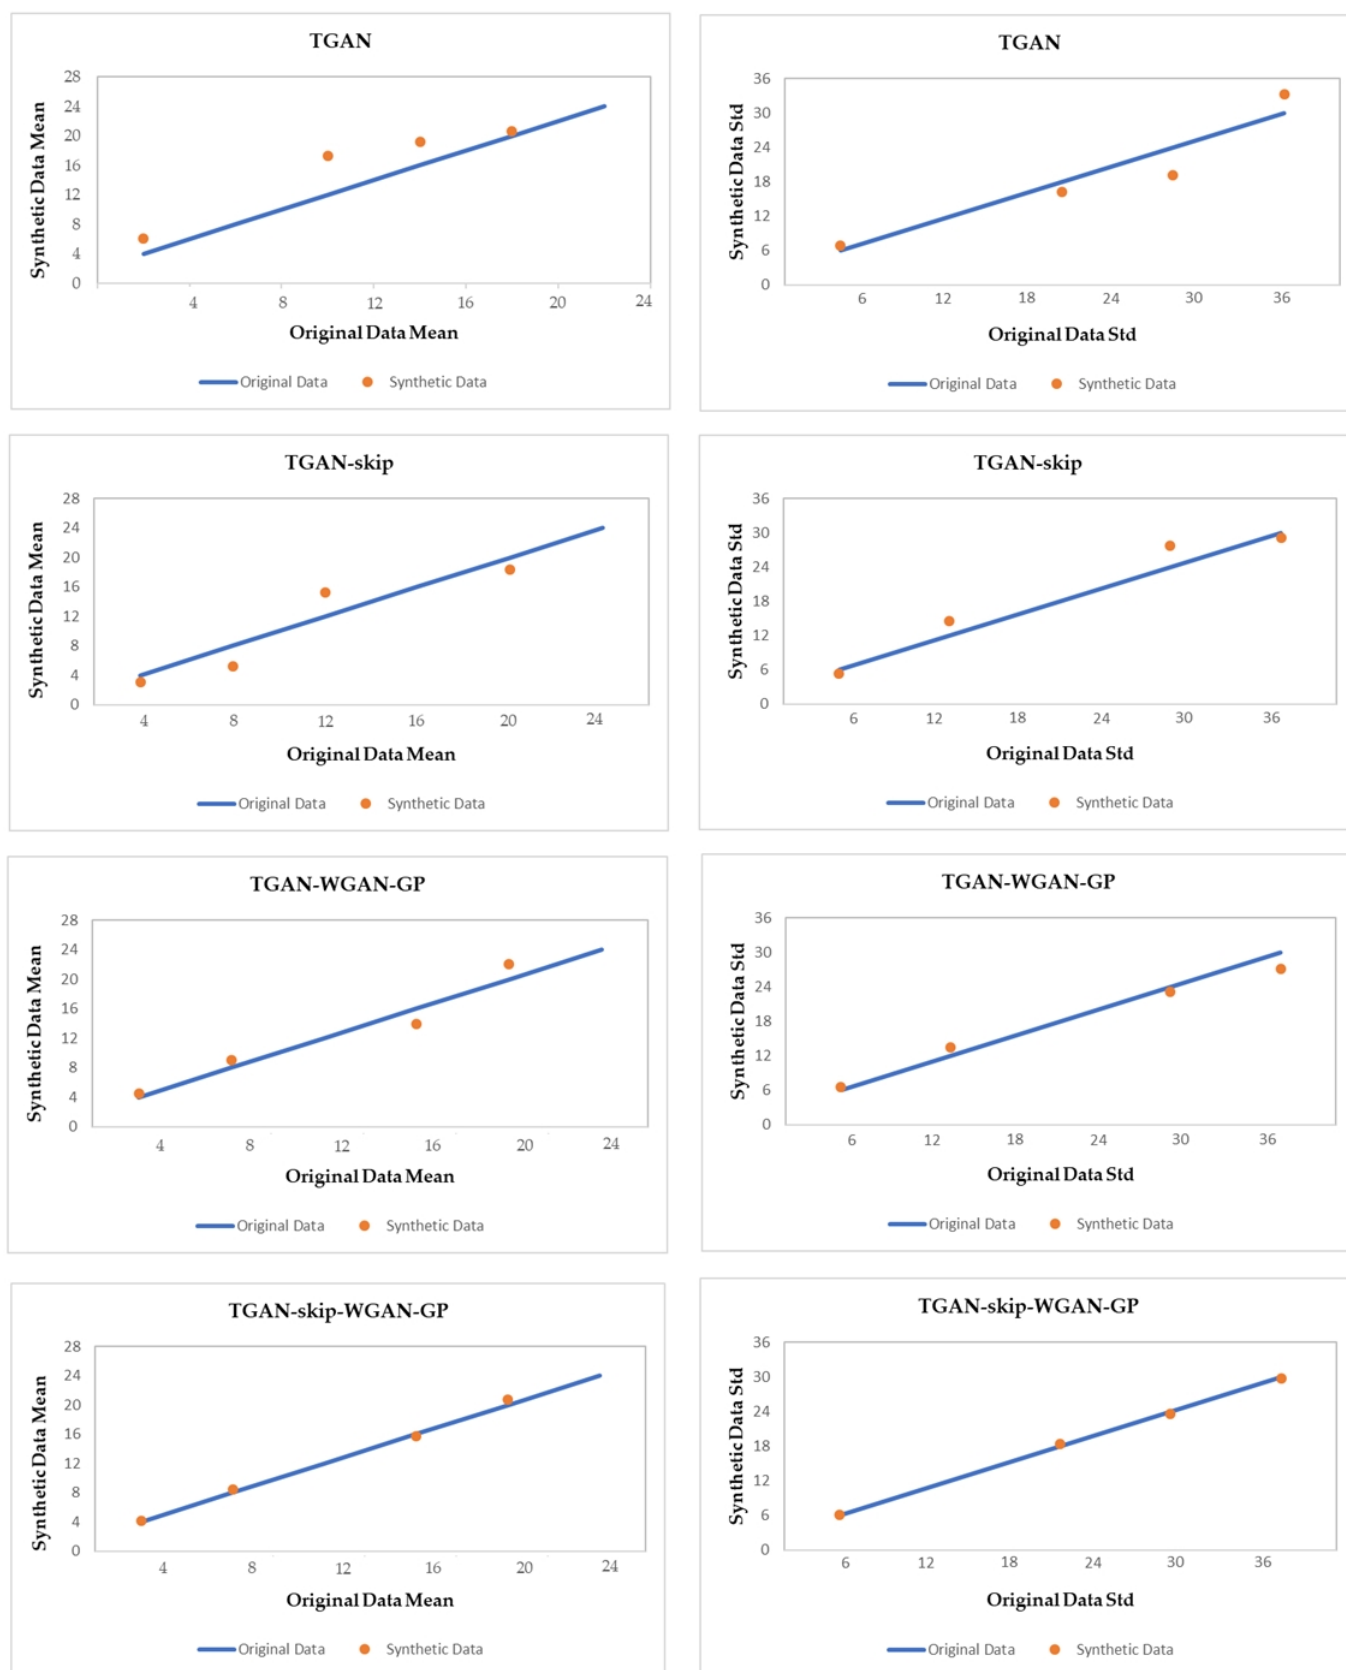 TGAN
Synthetic Data Mean
28
24
20
16
12
8
4
0
4 8 12 16 20 24
Original Data Mean
Original Data Synthetic Data
TGAN
Synthetic Data Std
36
30
24
18
12
6
0
6 12 18 24 30 36
Original Data Std
Original Data Synthetic Data
TGAN-skip
Synthetic Data Mean
28
24
20
16
12
8
4
0
4 8 12 16 20 24
Original Data Mean
Original Data Synthetic Data
TGAN-skip
Synthetic Data Std
36
30
24
18
12
6
0
6 12 18 24 30 36
Original Data Std
Original Data Synthetic Data
TGAN-WGAN-GP
Synthetic Data Mean
28
24
20
16
12
8
4
0
4 8 12 16 20 24
Original Data Mean
Original Data Synthetic Data
TGAN-WGAN-GP
Synthetic Data Std
36
30
24
18
12
6
0
6 12 18 24 30 36
Original Data Std
Original Data Synthetic Data
TGAN-skip-WGAN-GP
Synthetic Data Mean
28
24
20
16
12
8
4
0
4 8 12 16 20 24
Original Data Mean
Original Data Synthetic Data
TGAN-skip-WGAN-GP
Synthetic Data Std
36
30
24
18
12
6
0
6 12 18 24 30 36
Original Data Std
Original Data Synthetic Data